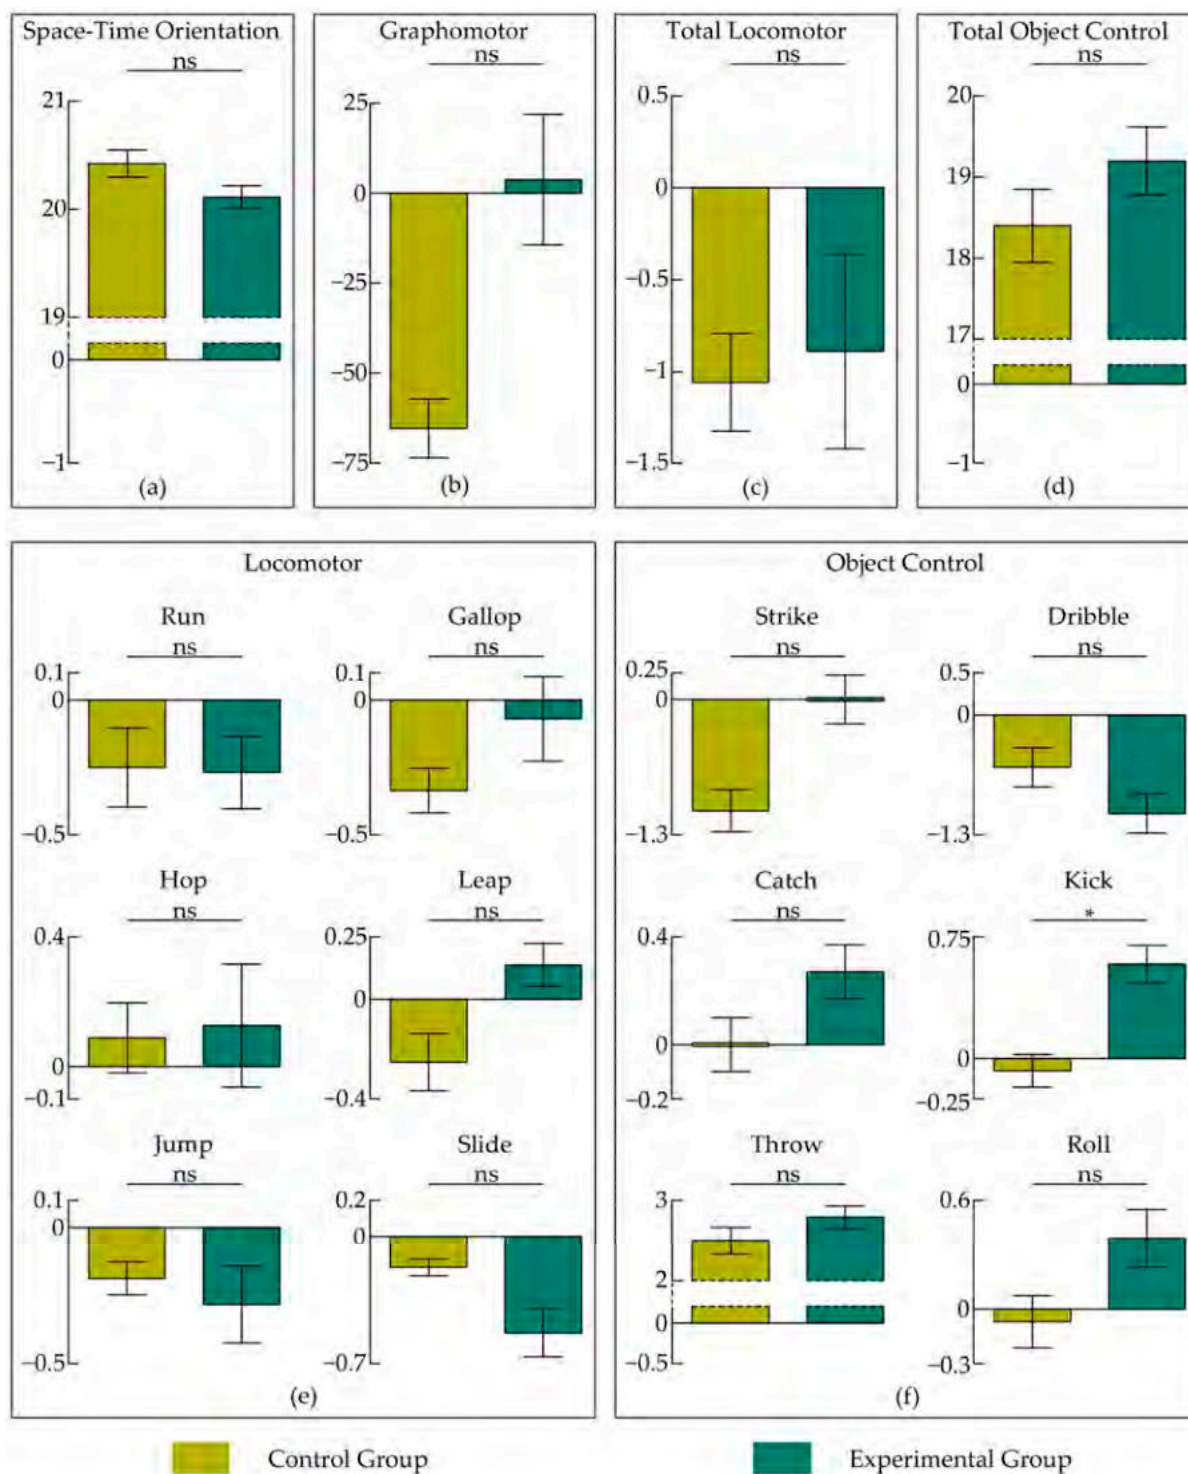 Space-Time Orientation
ns
21
20
19
0
−1
(a)
Graphomotor
ns
25
0
−25
−50
−75
(b)
Total Locomotor
ns
0.5
0
−0.5
−1
−1.5
(c)
Total Object Control
ns
20
19
18
17
0
−1
(d)
Locomotor
Run
ns
0.1
0
−0.5
Gallop
ns
0.1
0
−0.5
Hop
ns
0.4
0
−0.1
Leap
ns
0.25
0
−0.4
Jump
ns
0.1
0
−0.5
Slide
ns
0.2
0
−0.7
(e)
Object Control
Strike
ns
0.25
0
−1.3
Dribble
ns
0.5
0
−1.3
Catch
ns
0.4
0
−0.2
Kick
*
0.75
0
−0.25
Throw
ns
3
2
0
−0.5
Roll
ns
0.6
0
−0.3
(f)
Control Group
Experimental Group